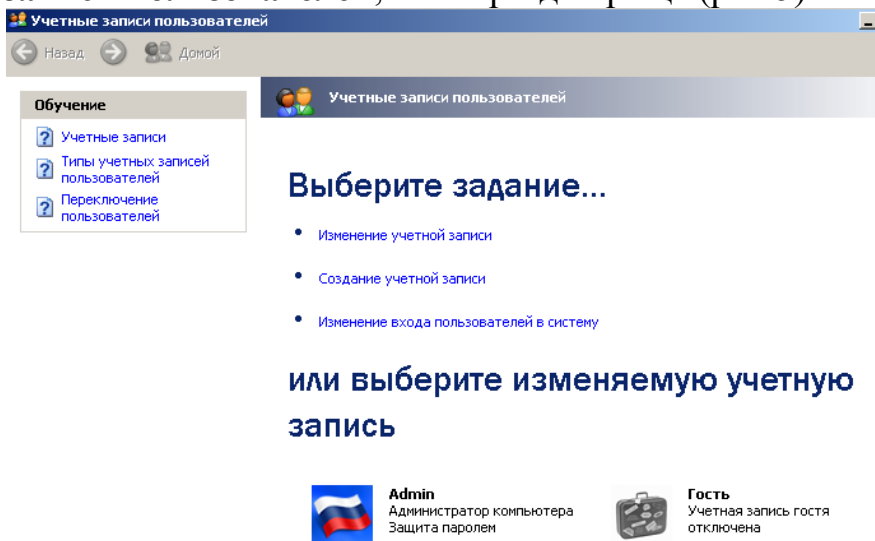 Учетные записи пользователей
Назад Домой
Обучение
Учетные записи
Типы учетных записей
пользователей
Переключение
пользователей
Учетные записи пользователей
Выберите задание...
• Изменение учетной записи
• Создание учетной записи
• Изменение входа пользователей в систему
или выберите изменяемую учетную
запись
Admin
Администратор компьютера
Защита паролем
Гость
Учетная запись гостя
отключена